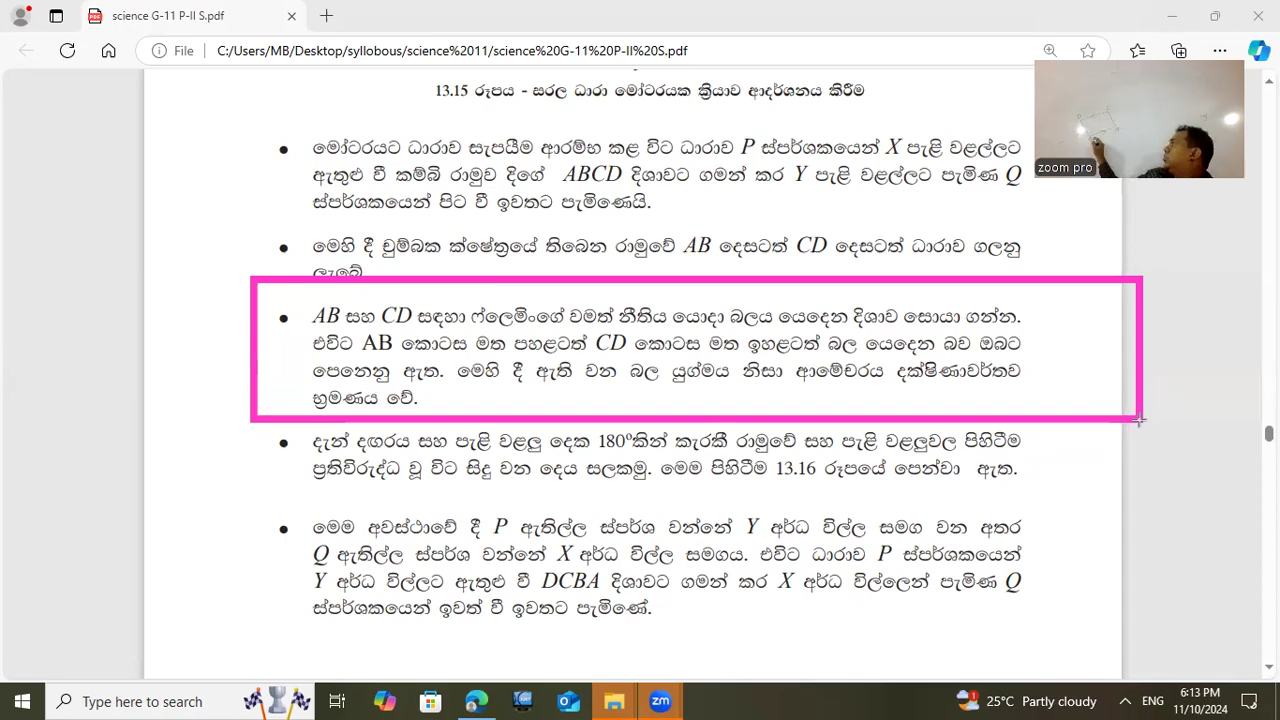 science G-11 P-II S.pdf
File
C:/Users/MB/Desktop/syllobous/science%2011/science%20G-11%20P-II%20S.pdf
13.15 රූපය - සරල ධාරා මෝටරයක ක්‍රියාව ආදර්ශනය කිරීම
zoom pro
• මෝටරයට ධාරාව සැපයීම ආරම්භ කළ විට ධාරාව P ස්පර්ශකයෙන් X පැළි වළල්ලට
ඇතුළු වී කම්බි රාමුව දිගේ ABCD දිශාවට ගමන් කර Y පැළි වළල්ලට පැමිණ Q
ස්පර්ශකයෙන් පිට වී ඉවතට පැමිණෙයි.
• මෙහි දී චුම්බක ක්ෂේත්‍රයේ තිබෙන රාමුවේ AB දෙසටත් CD දෙසටත් ධාරාව ගලනු
ලැබේ
• AB සහ CD සඳහා ෆ්ලෙමිංගේ වමත් නීතිය යොදා බලය යෙදෙන දිශාව සොයා ගන්න.
එවිට AB කොටස මත පහළටත් CD කොටස මත ඉහළටත් බල යෙදෙන බව ඔබට
පෙනෙනු ඇත. මෙහි දී ඇති වන බල යුග්මය නිසා ආමේචරය දක්ෂිණාවර්තව
භ්‍රමණය වේ.
• දැන් දඟරය සහ පැළි වළලු දෙක 180°කින් කැරකී රාමුවේ සහ පැළි වළලුවල පිහිටීම
ප්‍රතිවිරුද්ධ වූ විට සිදු වන දෙය සලකමු. මෙම පිහිටීම 13.16 රූපයේ පෙන්වා ඇත.
• මෙම අවස්ථාවේ දී P ඇතිල්ල ස්පර්ශ වන්නේ Y අර්ධ විල්ල සමග වන අතර
Q ඇතිල්ල ස්පර්ශ වන්නේ X අර්ධ විල්ල සමගය. එවිට ධාරාව P ස්පර්ශකයෙන්
Y අර්ධ විල්ලට ඇතුළු වී DCBA දිශාවට ගමන් කර X අර්ධ විල්ලෙන් පැමිණ Q
ස්පර්ශකයෙන් ඉවත් වී ඉවතට පැමිණේ.
Type here to search
zm
25°C Partly cloudy
ENG
6:13 PM
11/10/2024